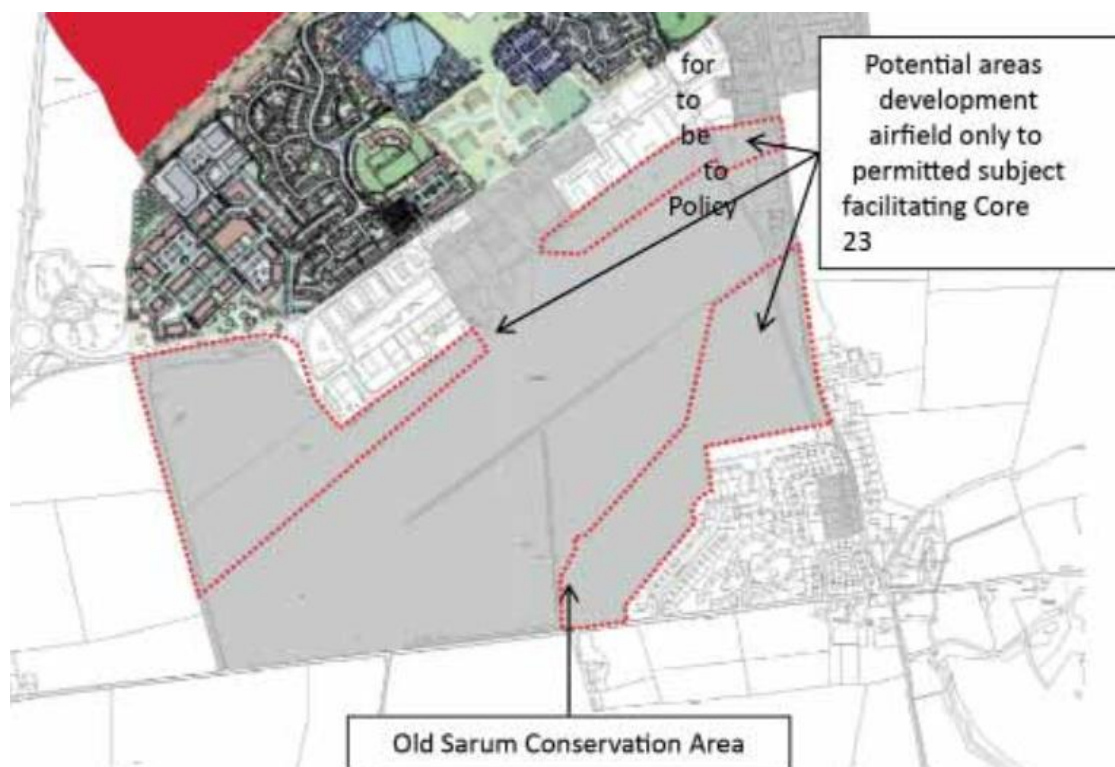 Potential areas for
development to
airfield only to be
permitted subject to
facilitating Core Policy
23
Old Sarum Conservation Area